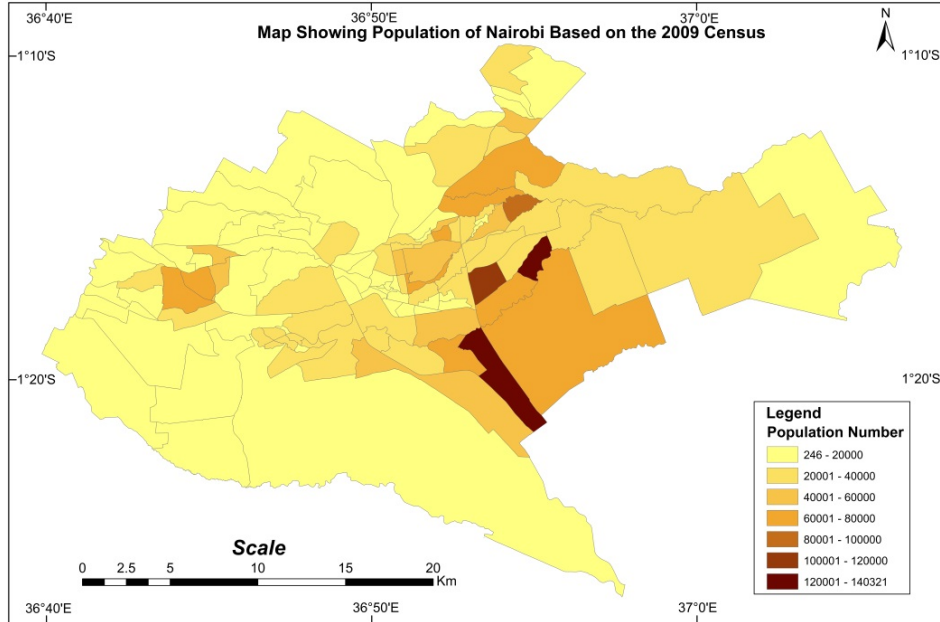 36°40'E 36°50'E 37°0'E
Map Showing Population of Nairobi Based on the 2009 Census
N
1°10'S 1°10'S
1°20'S 1°20'S
Legend
Population Number
246 - 20000
20001 - 40000
40001 - 60000
60001 - 80000
80001 - 100000
100001 - 120000
120001 - 140321
Scale
0 2.5 5 10 15 20
Km
36°40'E 36°50'E 37°0'E